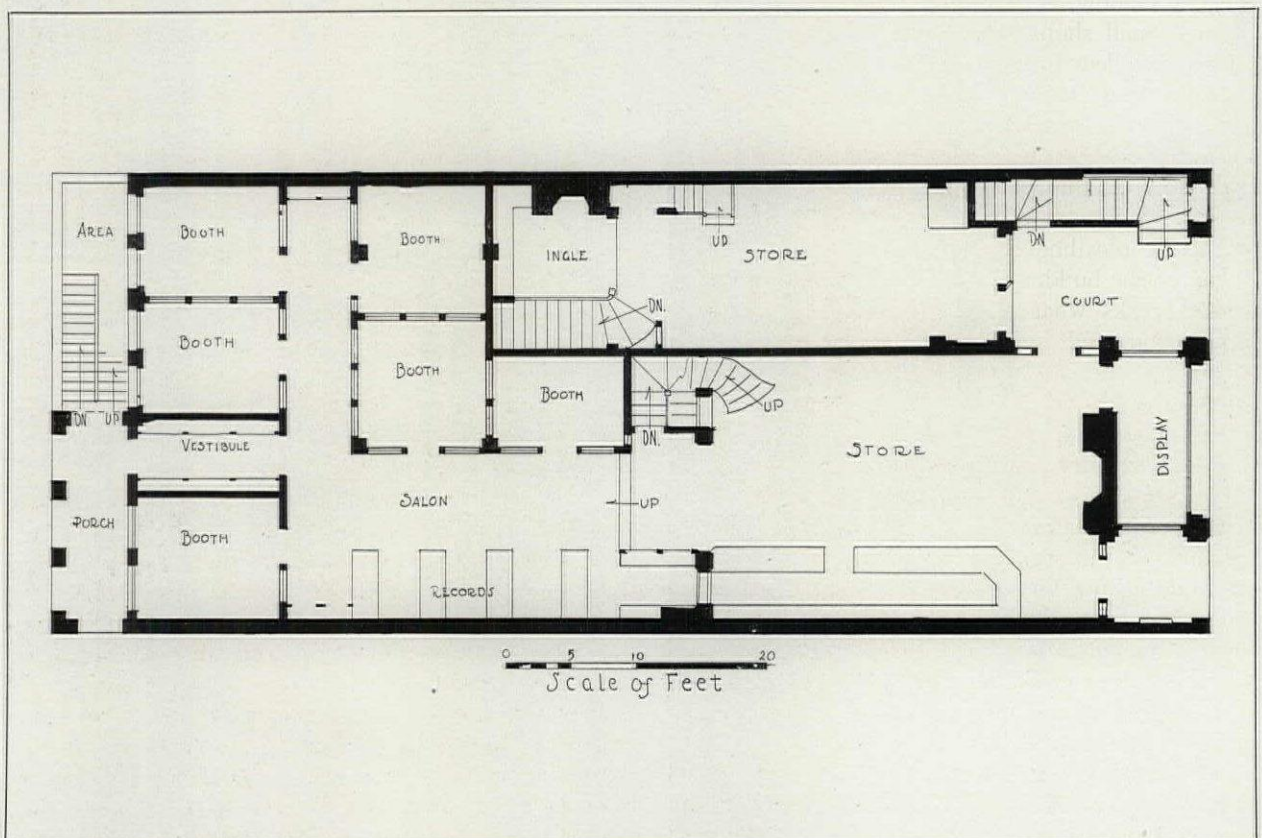 AREA
BOOTH
BOOTH
INGLE
UP
STORE
DN
UP
COURT
DN.
BOOTH
BOOTH
BOOTH
UP
DN.
DN UP
VESTIBULE
STORE
DISPLAY
SALON
UP
PORCH
BOOTH
RECORDS
0 5 10 20
Scale of Feet